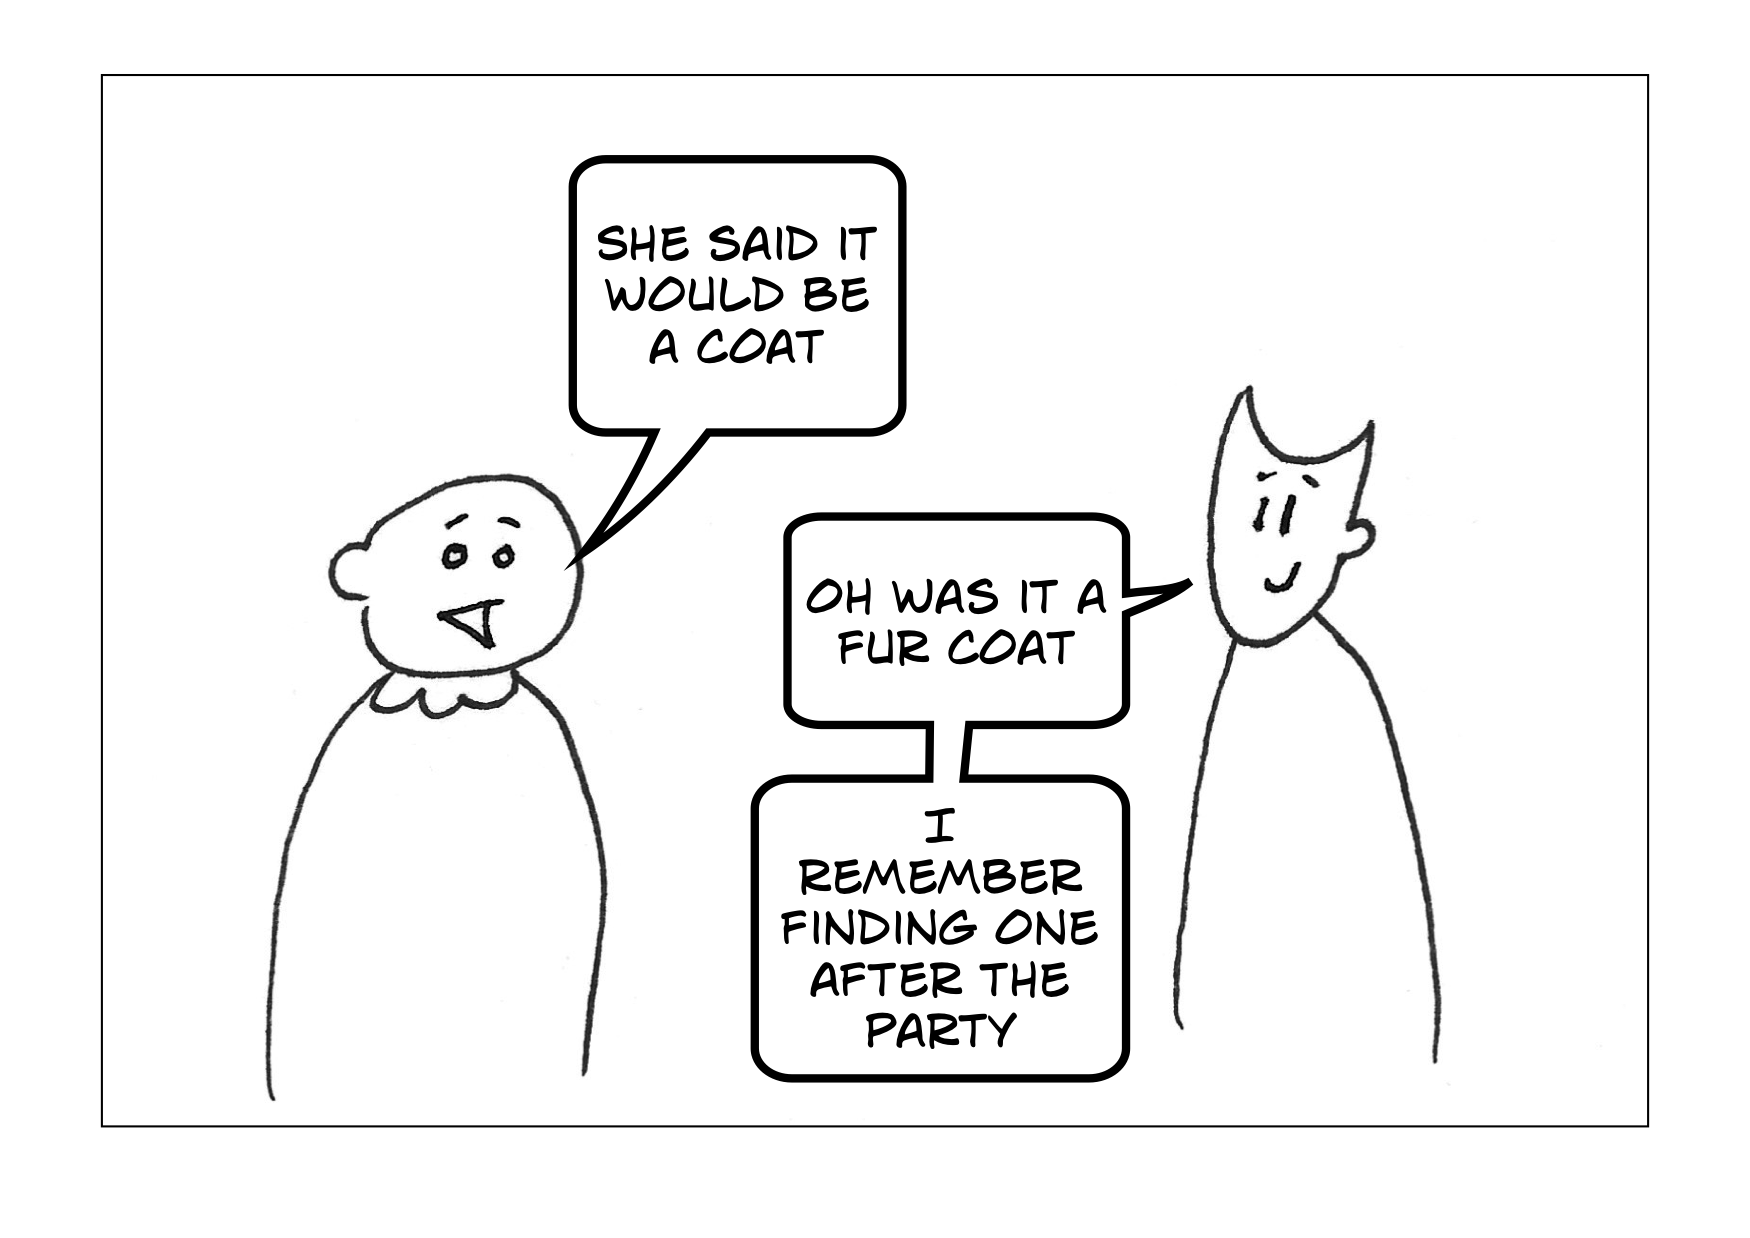 SHE SAID IT
WOULD BE
A COAT
OH WAS IT A
FUR COAT
I
REMEMBER
FINDING ONE
AFTER THE
PARTY